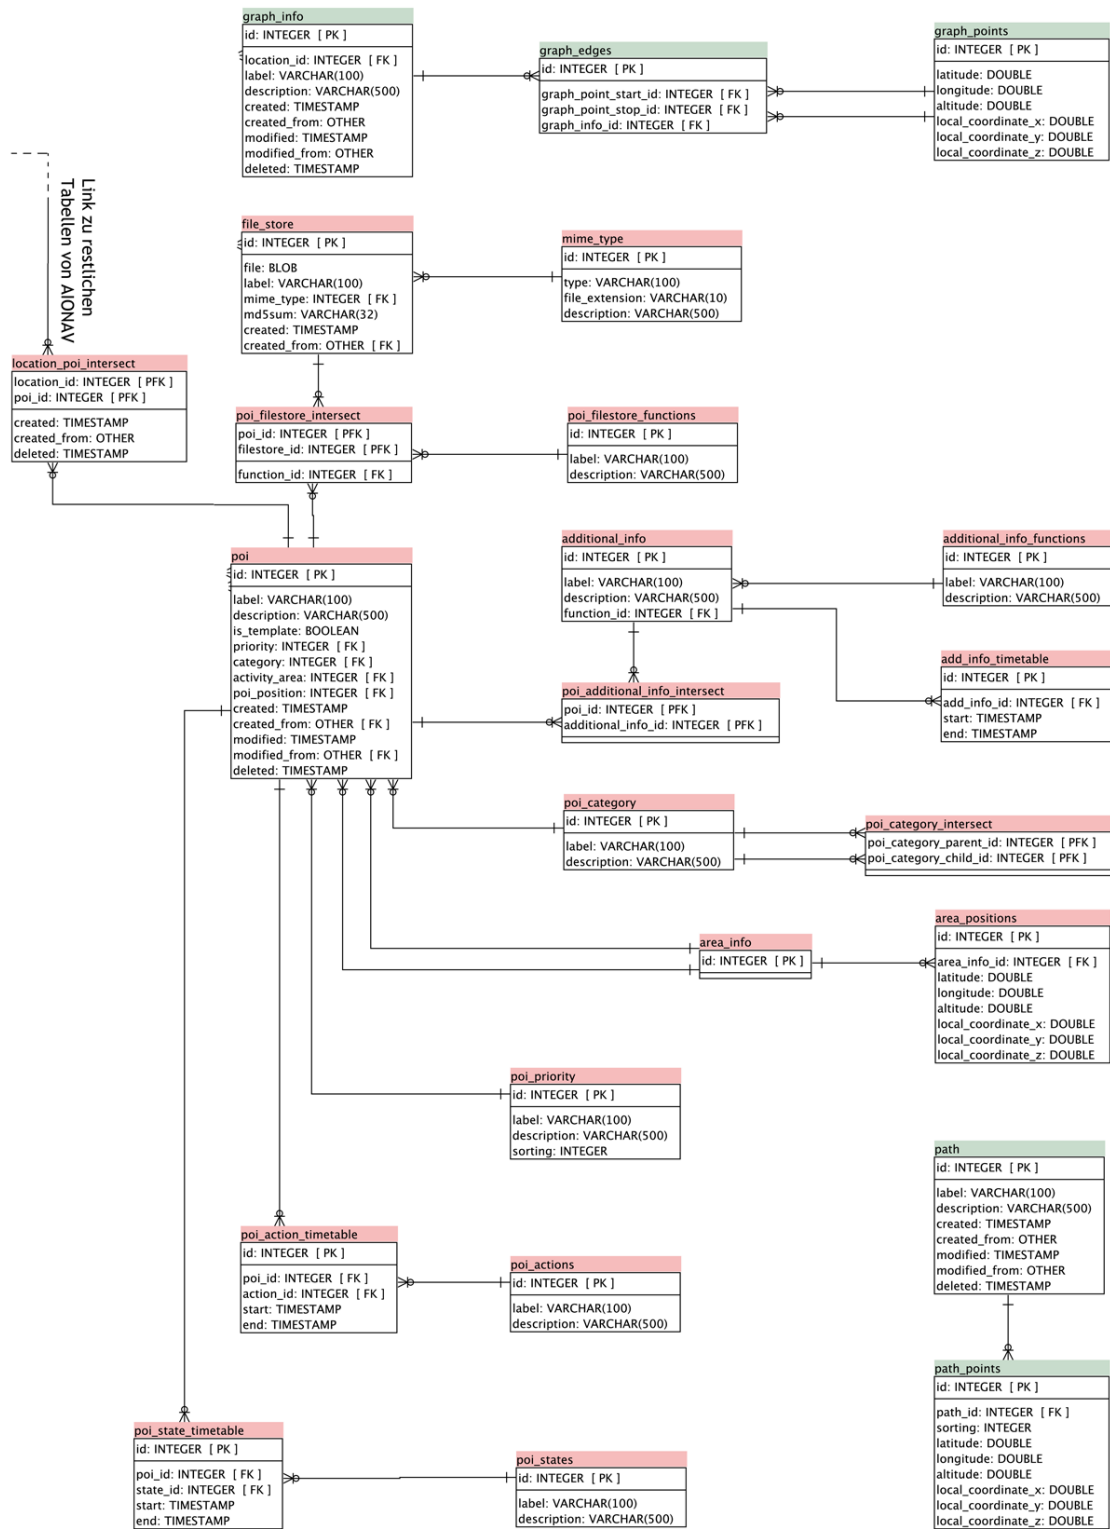 graph_info
id: INTEGER [ PK ]
location_id: INTEGER [ FK ]
label: VARCHAR(100)
description: VARCHAR(500)
created: TIMESTAMP
created_from: OTHER
modified: TIMESTAMP
modified_from: OTHER
deleted: TIMESTAMP
graph_edges
id: INTEGER [ PK ]
graph_point_start_id: INTEGER [ FK ]
graph_point_stop_id: INTEGER [ FK ]
graph_info_id: INTEGER [ FK ]
graph_points
id: INTEGER [ PK ]
latitude: DOUBLE
longitude: DOUBLE
altitude: DOUBLE
local_coordinate_x: DOUBLE
local_coordinate_y: DOUBLE
local_coordinate_z: DOUBLE
Link zu restlichen
Tabellen von AIONAV
file_store
id: INTEGER [ PK ]
file: BLOB
label: VARCHAR(100)
mime_type: INTEGER [ FK ]
md5sum: VARCHAR(32)
created: TIMESTAMP
created_from: OTHER [ FK ]
mime_type
id: INTEGER [ PK ]
type: VARCHAR(100)
file_extension: VARCHAR(10)
description: VARCHAR(500)
location_poi_intersect
location_id: INTEGER [ PFK ]
poi_id: INTEGER [ PFK ]
created: TIMESTAMP
created_from: OTHER
deleted: TIMESTAMP
poi_filestore_intersect
poi_id: INTEGER [ PFK ]
filestore_id: INTEGER [ PFK ]
function_id: INTEGER [ FK ]
poi_filestore_functions
id: INTEGER [ PK ]
label: VARCHAR(100)
description: VARCHAR(500)
poi
id: INTEGER [ PK ]
label: VARCHAR(100)
description: VARCHAR(500)
is_template: BOOLEAN
priority: INTEGER [ FK ]
category: INTEGER [ FK ]
activity_area: INTEGER [ FK ]
poi_position: INTEGER [ FK ]
created: TIMESTAMP
created_from: OTHER [ FK ]
modified: TIMESTAMP
modified_from: OTHER [ FK ]
deleted: TIMESTAMP
additional_info
id: INTEGER [ PK ]
label: VARCHAR(100)
description: VARCHAR(500)
function_id: INTEGER [ FK ]
additional_info_functions
id: INTEGER [ PK ]
label: VARCHAR(100)
description: VARCHAR(500)
add_info_timetable
id: INTEGER [ PK ]
add_info_id: INTEGER [ FK ]
start: TIMESTAMP
end: TIMESTAMP
poi_additional_info_intersect
poi_id: INTEGER [ PFK ]
additional_info_id: INTEGER [ PFK ]
poi_category
id: INTEGER [ PK ]
label: VARCHAR(100)
description: VARCHAR(500)
poi_category_intersect
poi_category_parent_id: INTEGER [ PFK ]
poi_category_child_id: INTEGER [ PFK ]
area_info
id: INTEGER [ PK ]
area_positions
id: INTEGER [ PK ]
area_info_id: INTEGER [ FK ]
latitude: DOUBLE
longitude: DOUBLE
altitude: DOUBLE
local_coordinate_x: DOUBLE
local_coordinate_y: DOUBLE
local_coordinate_z: DOUBLE
poi_priority
id: INTEGER [ PK ]
label: VARCHAR(100)
description: VARCHAR(500)
sorting: INTEGER
path
id: INTEGER [ PK ]
label: VARCHAR(100)
description: VARCHAR(500)
created: TIMESTAMP
created_from: OTHER
modified: TIMESTAMP
modified_from: OTHER
deleted: TIMESTAMP
poi_action_timetable
id: INTEGER [ PK ]
poi_id: INTEGER [ FK ]
action_id: INTEGER [ FK ]
start: TIMESTAMP
end: TIMESTAMP
poi_actions
id: INTEGER [ PK ]
label: VARCHAR(100)
description: VARCHAR(500)
path_points
id: INTEGER [ PK ]
path_id: INTEGER [ FK ]
sorting: INTEGER
latitude: DOUBLE
longitude: DOUBLE
altitude: DOUBLE
local_coordinate_x: DOUBLE
local_coordinate_y: DOUBLE
local_coordinate_z: DOUBLE
poi_state_timetable
id: INTEGER [ PK ]
poi_id: INTEGER [ FK ]
state_id: INTEGER [ FK ]
start: TIMESTAMP
end: TIMESTAMP
poi_states
id: INTEGER [ PK ]
label: VARCHAR(100)
description: VARCHAR(500)